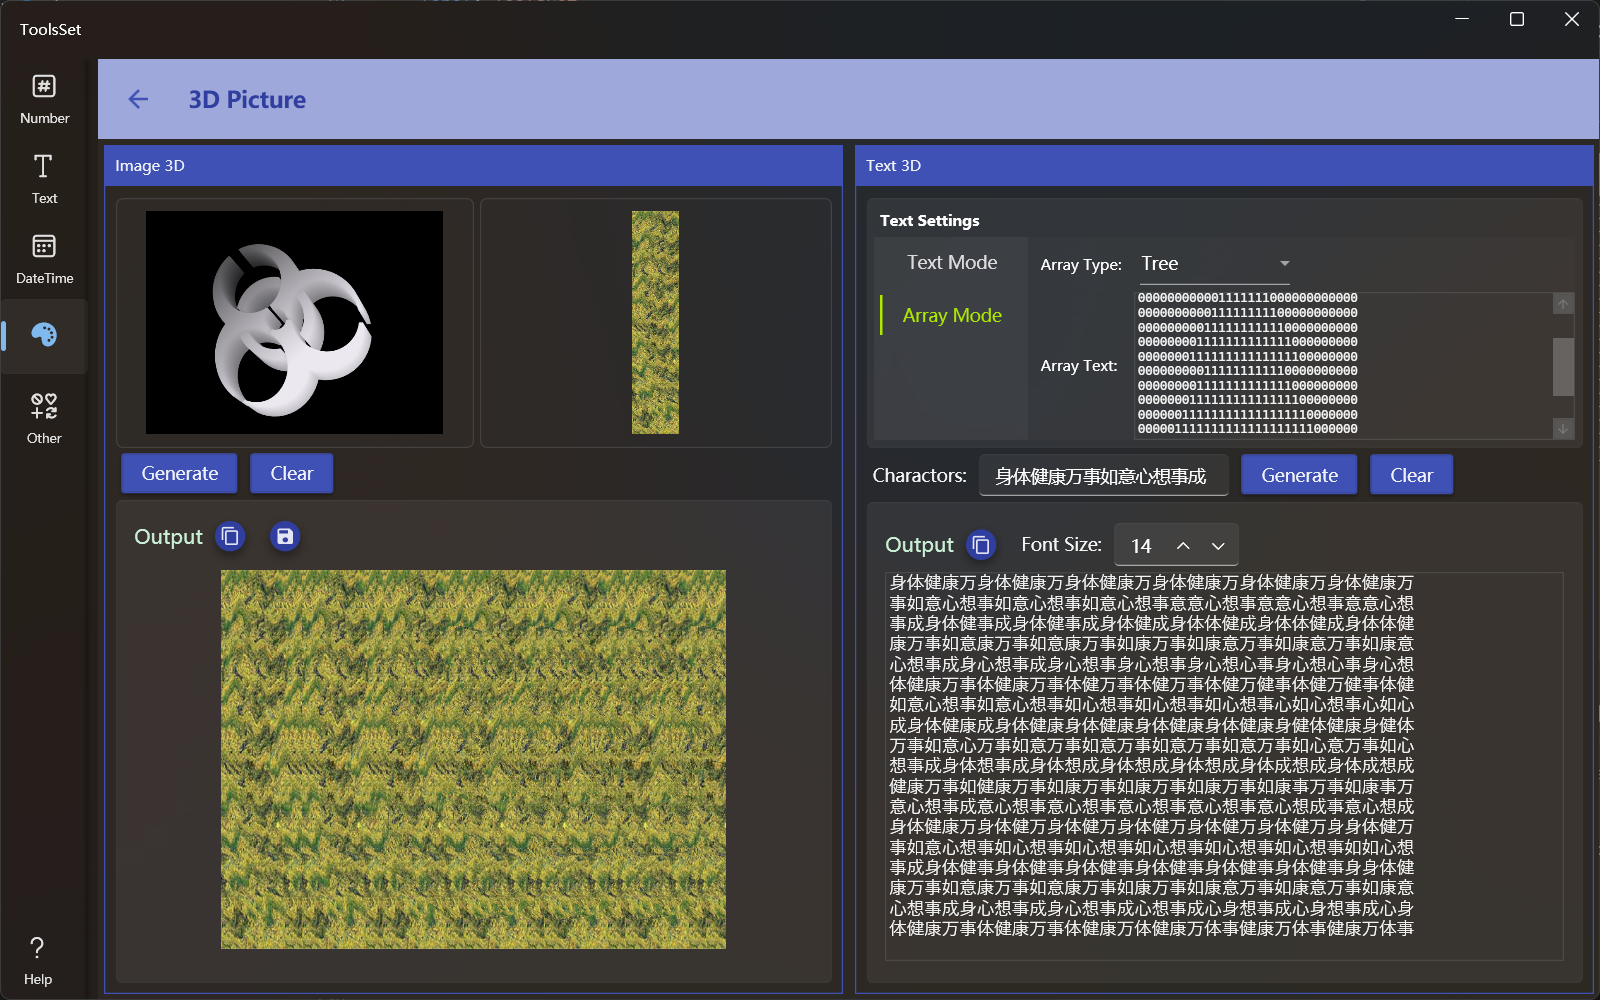 ToolsSet
Number
Text
DateTime
Other
Help
3D Picture
Image 3D
Generate
Clear
Output
Text 3D
Text Settings
Text Mode
Array Mode
Array Type:
Tree
Array Text:
000000000001111111000000000000
000000000011111111100000000000
000000000111111111110000000000
000000001111111111111000000000
000000011111111111111100000000
000000000111111111110000000000
000000001111111111111000000000
000000011111111111111100000000
000000111111111111111110000000
000001111111111111111111000000
Charactors:
身体健康万事如意心想事成
Generate
Clear
Output
Font Size:
14
身体健康万身体健康万身体健康万身体健康万身体健康万身体健康万
事如意心想事如意心想事如意心想事意意心想事意意心想事意意心想
事成身体健事成身体健事成身体健成身体体健成身体体健成身体体健
康万事如意康万事如意康万事如康万事如康意万事如康意万事如康意
心想事成身心想事成身心想事身心想事身心想心事身心想心事身心想
体健康万事体健康万事体健万事体健万事体健万健事体健万健事体健
如意心想事如意心想事如心想事如心想事如心想事心如心想事心如心
成身体健康成身体健康身体健康身体健康身体健康身健体健康身健体
万事如意心万事如意万事如意万事如意万事如意万事如心意万事如心
想事成身体想事成身体想成身体想成身体想成身体成想成身体成想成
健康万事如健康万事如康万事如康万事如康万事如康事万事如康事万
意心想事成意心想事意心想事意心想事意心想事意心想成事意心想成
身体健康万身体健万身体健万身体健万身体健万身体健万身身体健万
事如意心想事如心想事如心想事如心想事如心想事如心想事如如心想
事成身体健事身体健事身体健事身体健事身体健事身体健事身身体健
康万事如意康万事如意康万事如康万事如康意万事如康意万事如康意
心想事成身心想事成身心想事成心想事成心身想事成心身想事成心身
体健康万事体健康万事体健康万体健康万体事健康万体事健康万体事